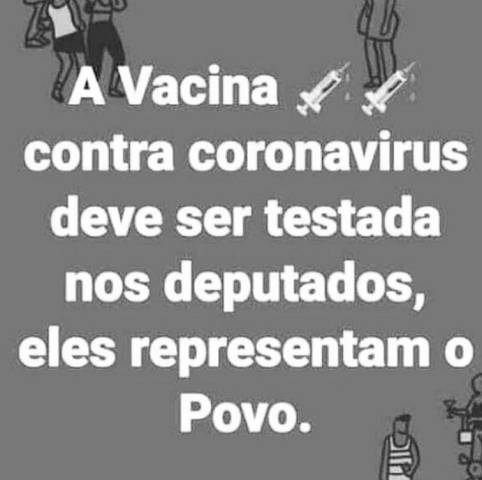 A Vacina 💉💉
contra coronavirus
deve ser testada
nos deputados,
eles representam o
Povo.